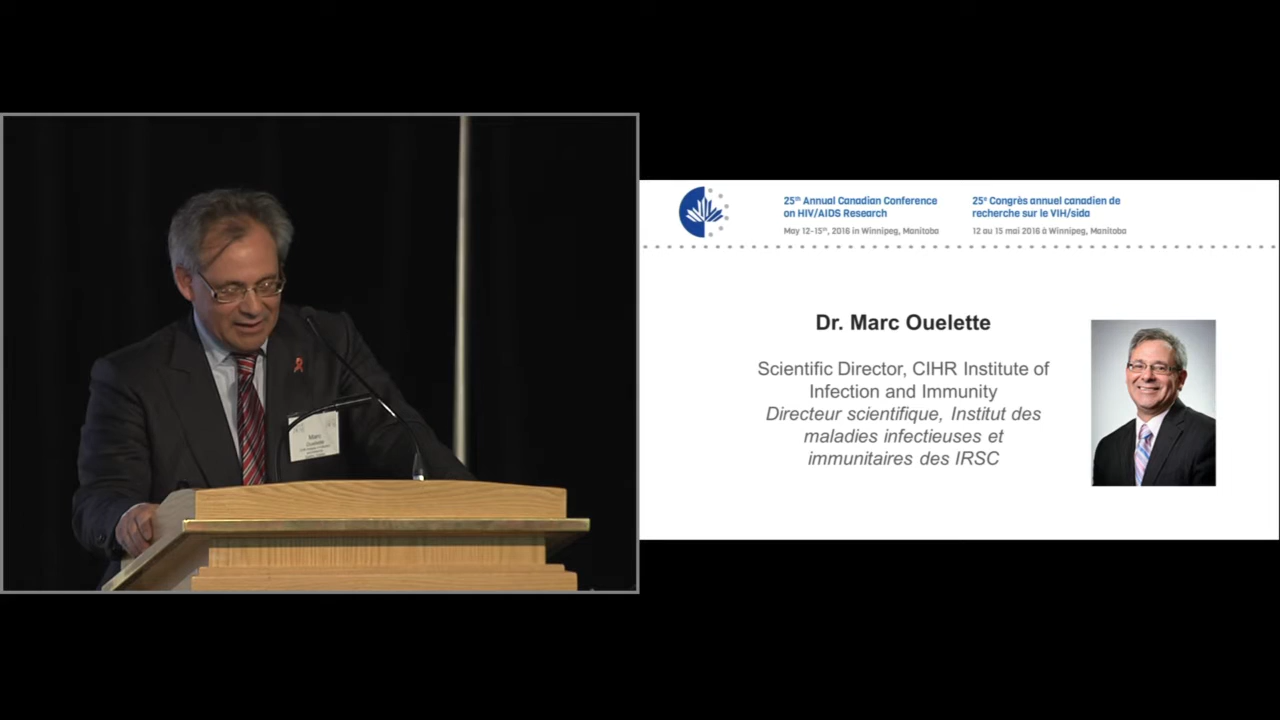 25th Annual Canadian Conference
on HIV/AIDS Research
May 12-15th, 2016 in Winnipeg, Manitoba
25e Congrès annuel canadien de
recherche sur le VIH/sida
12 au 15 mai 2016 à Winnipeg, Manitoba
Dr. Marc Ouelette
Scientific Director, CIHR Institute of
Infection and Immunity
Directeur scientifique, Institut des
maladies infectieuses et
immunitaires des IRSC
Marc
Ouellette